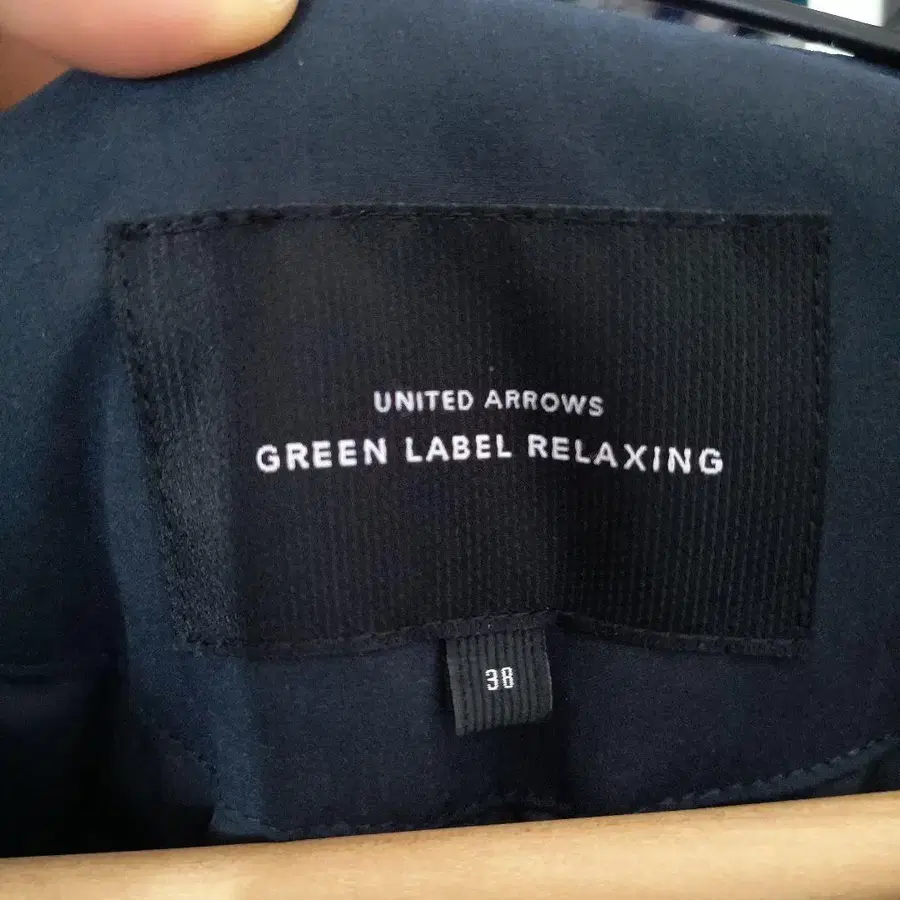 UNITED ARROWS
GREEN LABEL RELAXING
38